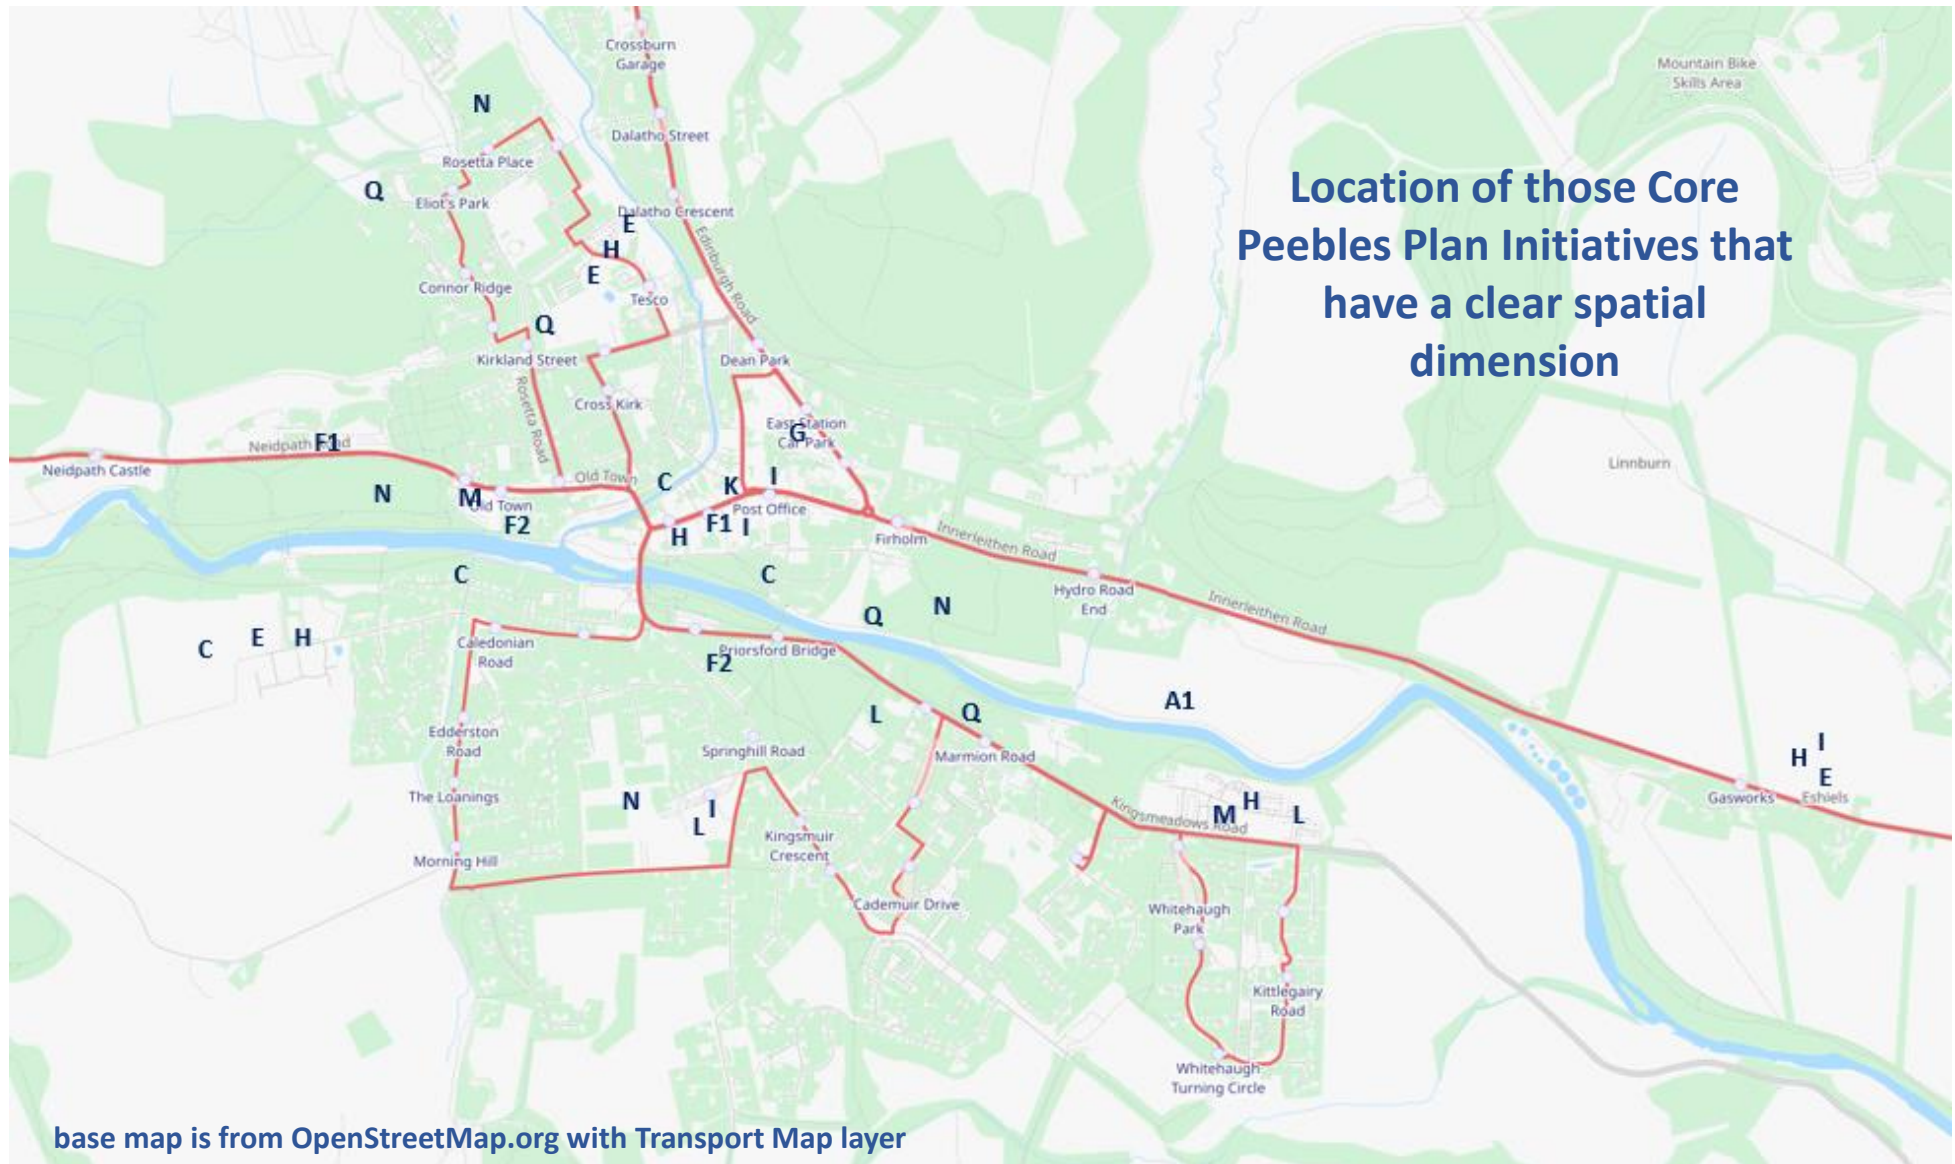 Crossburn
Garage
Mountain Bike
Skills Area
N
Dalatho Street
Rosetta Place
Q
Eliot's Park
Dalatho Crescent
E
H
E
Edinburgh Road
Location of those Core
Peebles Plan Initiatives that
have a clear spatial
dimension
Connor Ridge
Tesco
Q
Kirkland Street
Dean Park
Rosetta Road
Cross Kirk
East Station
Car Park
G
Neidpath Road
F1
Neidpath Castle
Linnburn
Old Town
C
K
I
N
M
Old Town
Post Office
F2
H
F1
I
Firholm
Innerleithen Road
C
C
Hydro Road
End
Innerleithen Road
Q
N
C
E
H
Caledonian
Road
Priorsford Bridge
F2
A1
L
Q
Edderston
Road
Springhill Road
Marmion Road
I
H
E
The Loanings
N
I
L
Kingsmeadows Road
M
H
L
Gasworks
Eshiels
Kingsmuir
Crescent
Morning Hill
Cademuir Drive
Whitehaugh
Park
Kittlegairy
Road
Whitehaugh
Turning Circle
base map is from OpenStreetMap.org with Transport Map layer